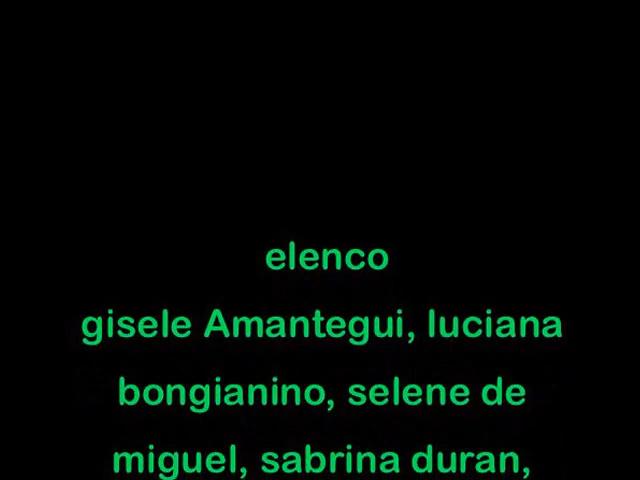 elenco
gisele Amantegui, luciana
bongianino, selene de
miguel, sabrina duran,